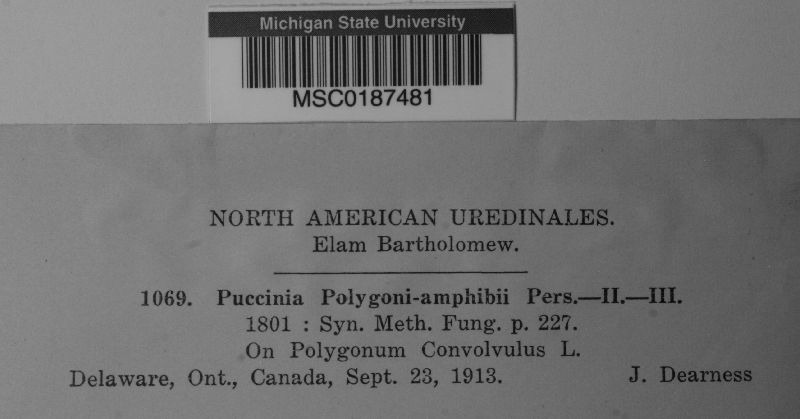 Michigan State University
MSC0187481
NORTH AMERICAN UREDINALES.
Elam Bartholomew.
1069. Puccinia Polygoni-amphibii Pers.—II.—III.
1801 : Syn. Meth. Fung. p. 227.
On Polygonum Convolvulus L.
Delaware, Ont., Canada, Sept. 23, 1913. J. Dearness